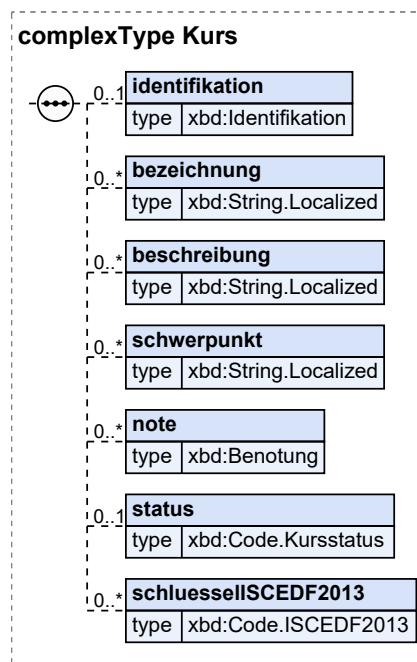 complexType Kurs
0..1 identifikation
type xbd:Identifikation
0..* bezeichnung
type xbd:String.Localized
0..* beschreibung
type xbd:String.Localized
0..* schwerpunkt
type xbd:String.Localized
0..* note
type xbd:Benotung
0..1 status
type xbd:Code.Kursstatus
0..* schluesselISCEDF2013
type xbd:Code.ISCEDF2013